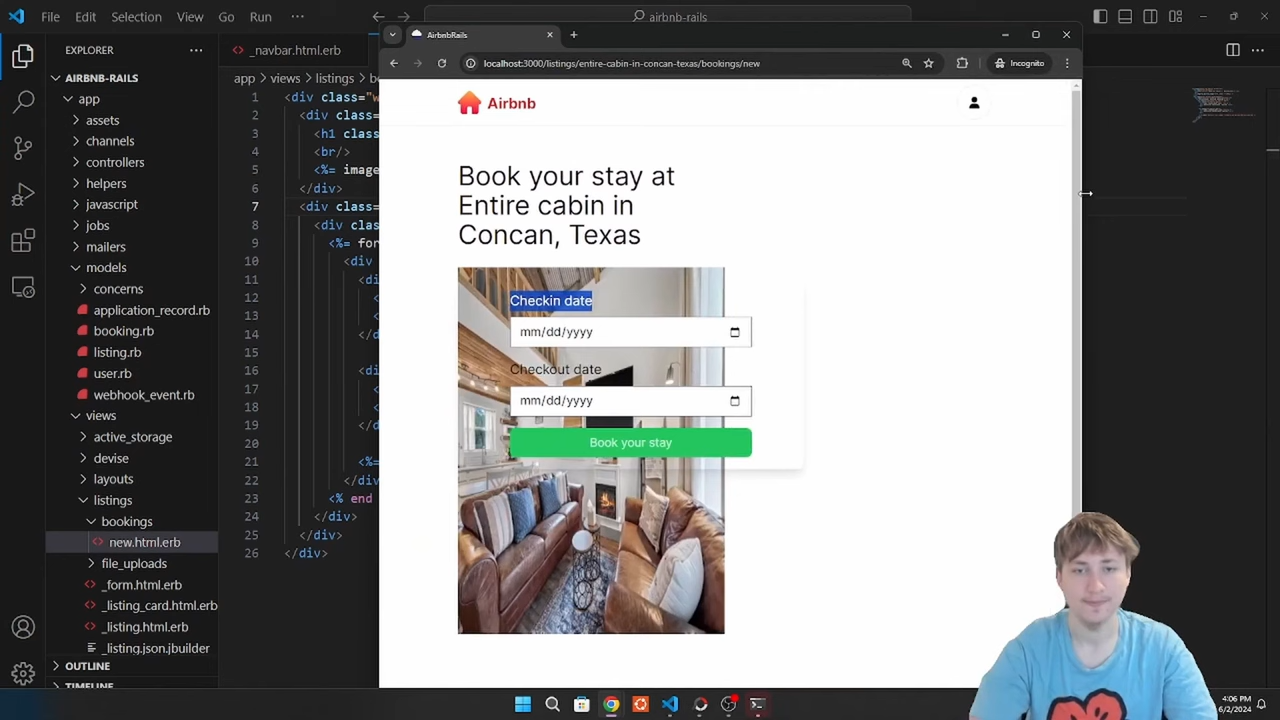 File Edit Selection View Go Run ··· airbnb-rails
EXPLORER ···
AIRBNB-RAILS
app
assets
channels
controllers
helpers
javascript
jobs
mailers
models
concerns
application_record.rb
booking.rb
listing.rb
user.rb
webhook_event.rb
views
active_storage
devise
layouts
listings
bookings
new.html.erb
file_uploads
_form.html.erb
_listing_card.html.erb
_listing.html.erb
_listing.json.jbuilder
OUTLINE
TIMELINE
_navbar.html.erb
app > views > listings >
1 <div class="w
2 <div class=
3 <h1 class=
4 <br/>
5 <%= image
6 </div>
7 <div class=
8 <div clas
9 <%= for
10 <div
11 <di
12 <
13 <
14 </d
15
16 <di
17 <
18 <
19 </d
20
21 <%=
22 </di
23 <% end
24 </div>
25 </div>
26 </div>
AirbnbRails
localhost:3000/listings/entire-cabin-in-concan-texas/bookings/new
Incognito
Airbnb
Book your stay at
Entire cabin in
Concan, Texas
Checkin date
mm/dd/yyyy
Checkout date
mm/dd/yyyy
Book your stay
4:06 PM
6/2/2024